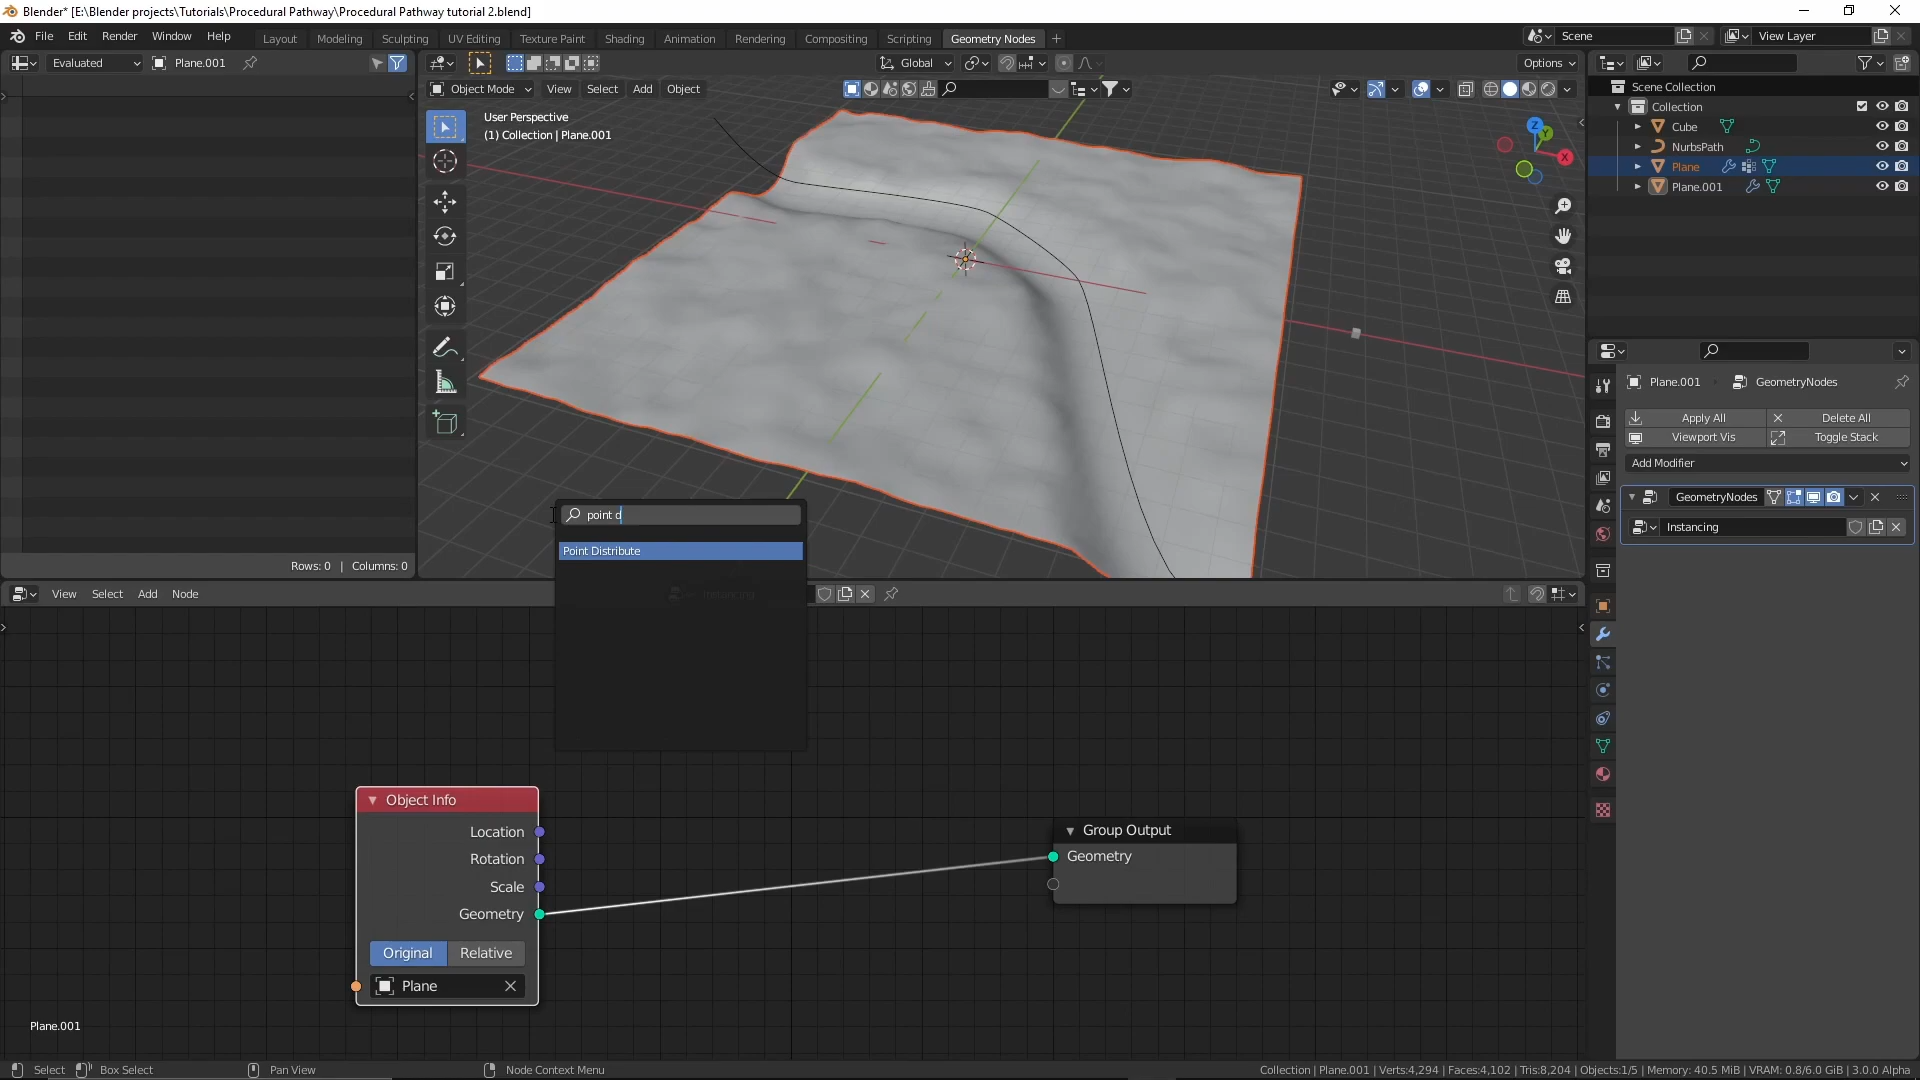 Blender* [E:\Blender projects\Tutorials\Procedural Pathway\Procedural Pathway tutorial 2.blend]
File Edit Render Window Help
Layout Modeling Sculpting UV Editing Texture Paint Shading Animation Rendering Compositing Scripting Geometry Nodes +
Scene
View Layer
Evaluated
Plane.001
Global
Options
Object Mode View Select Add Object
User Perspective
(1) Collection | Plane.001
Z
Y
X
Scene Collection
Collection
Cube
NurbsPath
Plane
Plane.001
Plane.001
GeometryNodes
Apply All
Delete All
Viewport Vis
Toggle Stack
Add Modifier
GeometryNodes
Instancing
Rows: 0 | Columns: 0
point d
Point Distribute
View Select Add Node
Instancing
Object Info
Location
Rotation
Scale
Geometry
Original
Relative
Plane
Group Output
Geometry
Plane.001
Select
Box Select
Pan View
Node Context Menu
Collection | Plane.001 | Verts:4,294 | Faces:4,102 | Tris:8,204 | Objects:1/5 | Memory: 40.5 MiB | VRAM: 0.8/6.0 GiB | 3.0.0 Alpha